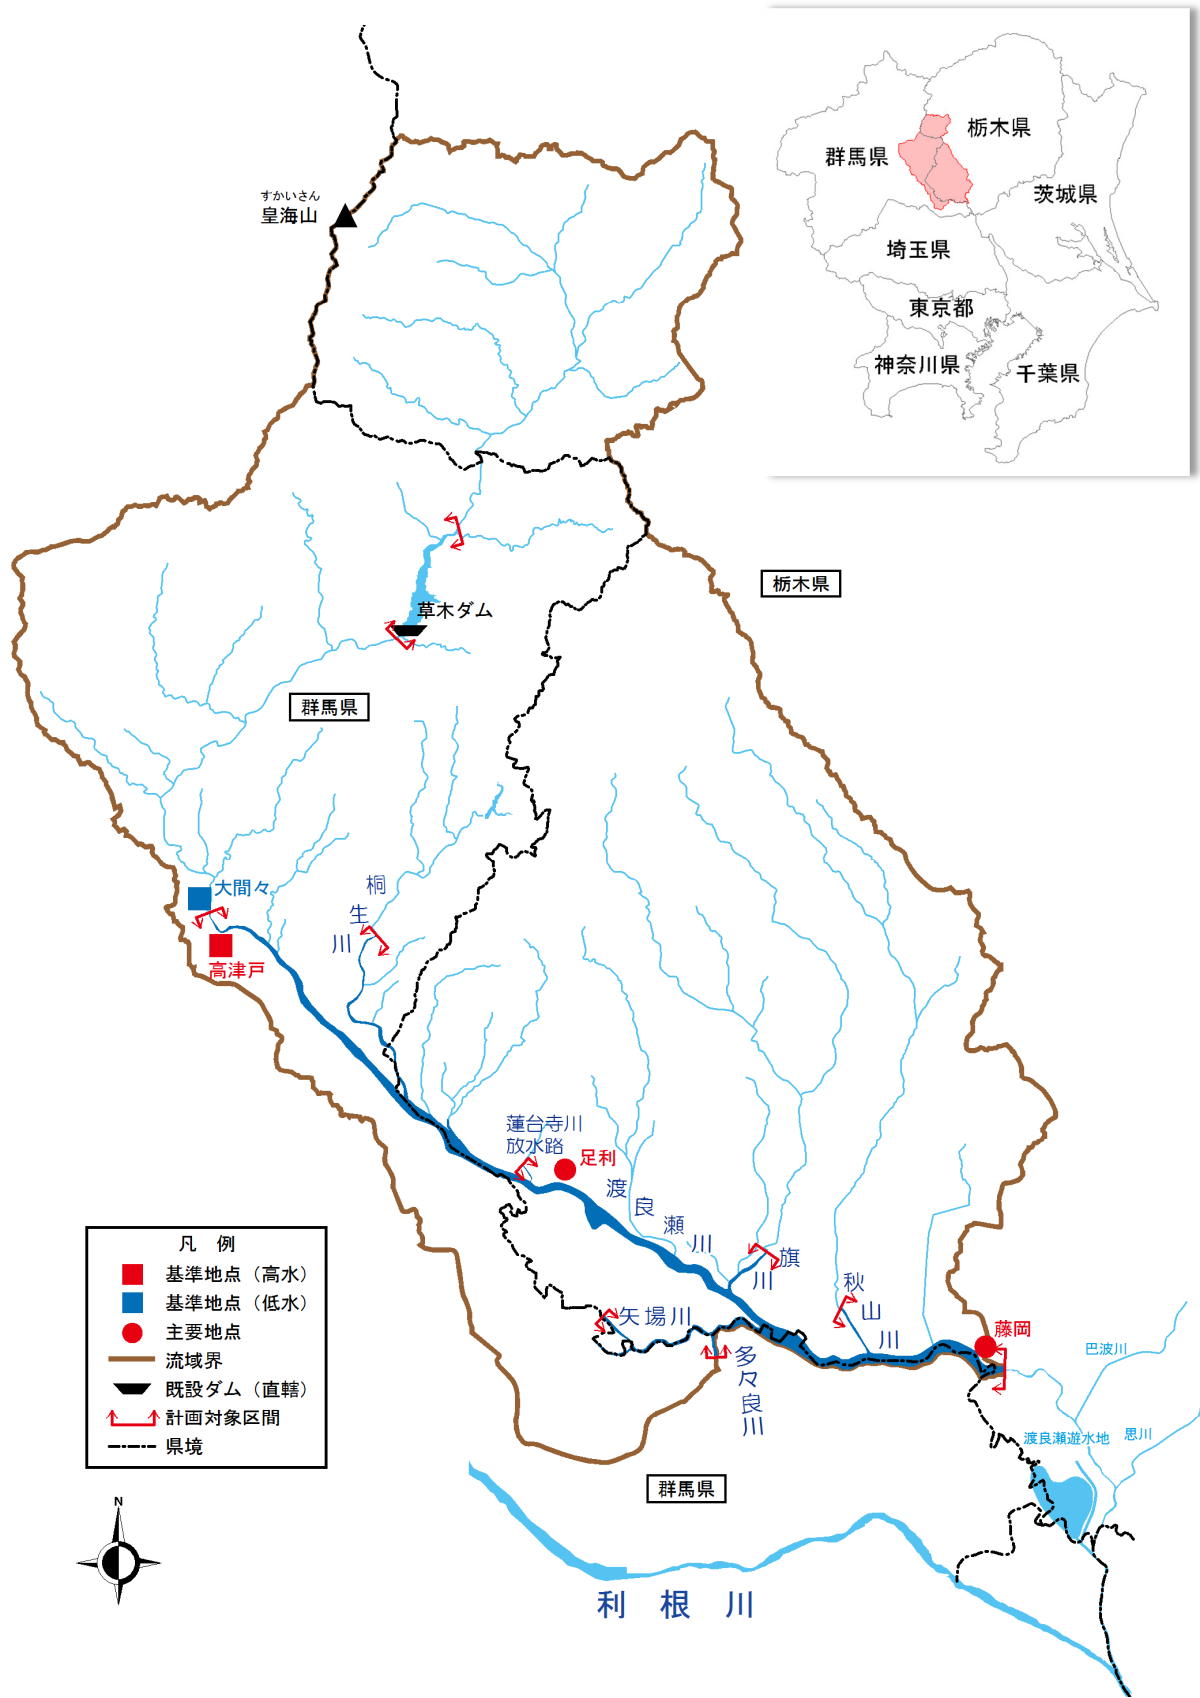 すかいさん
皇海山
栃木県
群馬県
茨城県
埼玉県
東京都
神奈川県
千葉県
栃木県
草木ダム
群馬県
大間々
高津戸
桐生川
蓮台寺川
放水路
足利
渡良瀬川
旗川
秋山川
矢場川
多々良川
藤岡
巴波川
思川
渡良瀬遊水地
群馬県
利根川
凡 例
基準地点（高水）
基準地点（低水）
主要地点
流域界
既設ダム（直轄）
計画対象区間
県境
N